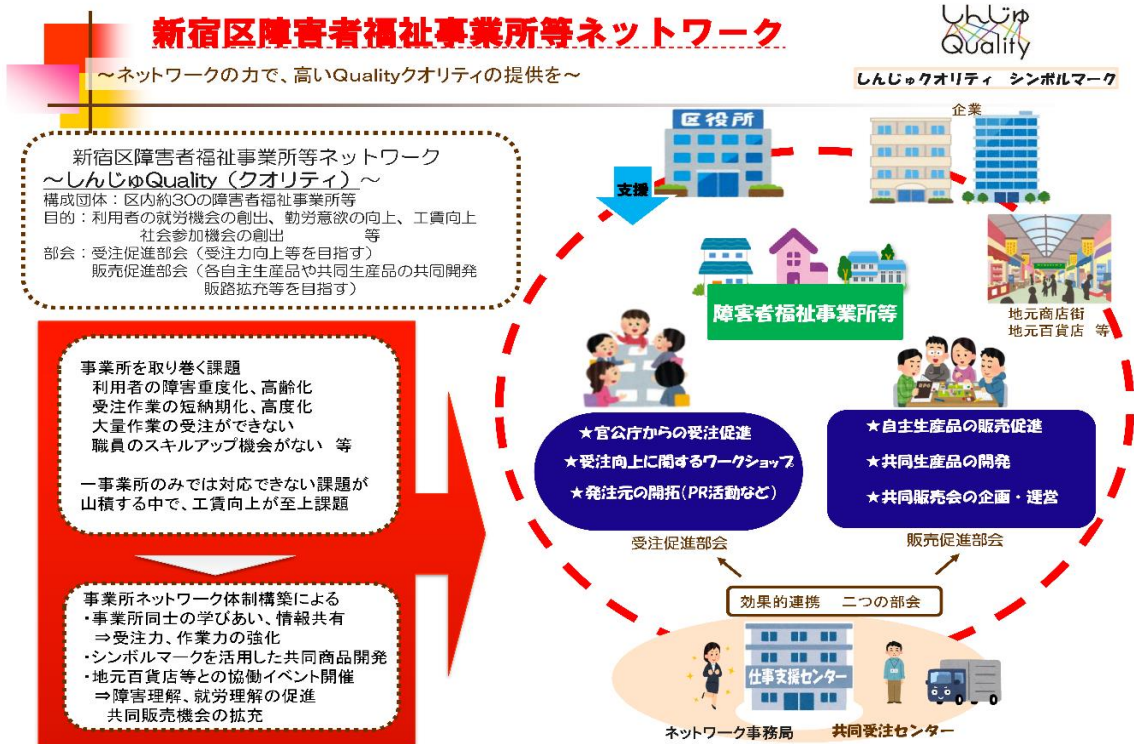 新宿区障害者福祉事業所等ネットワーク
～ネットワークの力で、高いQualityクオリティの提供を～
しんじゅ
Quality
しんじゅクオリティ　シンボルマーク
新宿区障害者福祉事業所等ネットワーク
～しんじゅQuality（クオリティ）～
構成団体：区内約30の障害者福祉事業所等
目的：利用者の就労機会の創出、勤労意欲の向上、工賃向上
社会参加機会の創出　　　　等
部会：受注促進部会（受注力向上等を目指す）
販売促進部会（各自主生産品や共同生産品の共同開発
販路拡充等を目指す）
事業所を取り巻く課題
利用者の障害重度化、高齢化
受注作業の短納期化、高度化
大量作業の受注ができない
職員のスキルアップ機会がない　等
一事業所のみでは対応できない課題が
山積する中で、工賃向上が至上課題
事業所ネットワーク体制構築による
・事業所同士の学びあい、情報共有
⇒受注力、作業力の強化
・シンボルマークを活用した共同商品開発
・地元百貨店等との協働イベント開催
⇒障害理解、就労理解の促進
共同販売機会の拡充
区役所
企業
支援
障害者福祉事業所等
地元商店街
地元百貨店　等
★官公庁からの受注促進
★受注向上に関するワークショップ
★発注元の開拓（PR活動など）
受注促進部会
★自主生産品の販売促進
★共同生産品の開発
★共同販売会の企画・運営
販売促進部会
効果的連携　二つの部会
仕事支援センター
ネットワーク事務局
共同受注センター